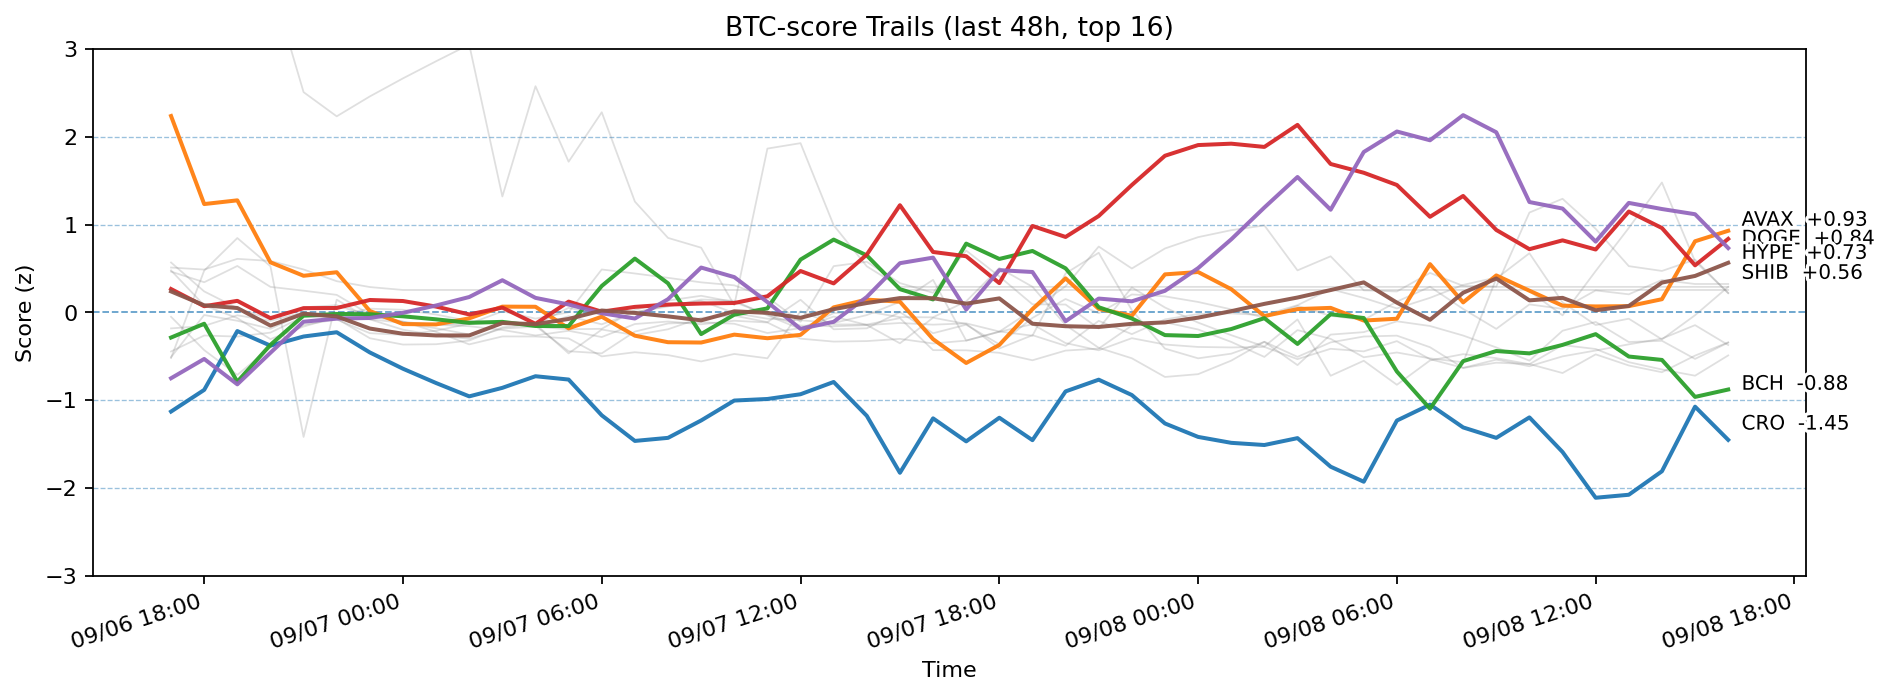 BTC-score Trails (last 48h, top 16)
3
2
1
0
−1
−2
−3
Score (z)
AVAX +0.93
DOGE +0.84
HYPE +0.73
SHIB +0.56
BCH -0.88
CRO -1.45
09/06 18:00
09/07 00:00
09/07 06:00
09/07 12:00
09/07 18:00
09/08 00:00
09/08 06:00
09/08 12:00
09/08 18:00
Time